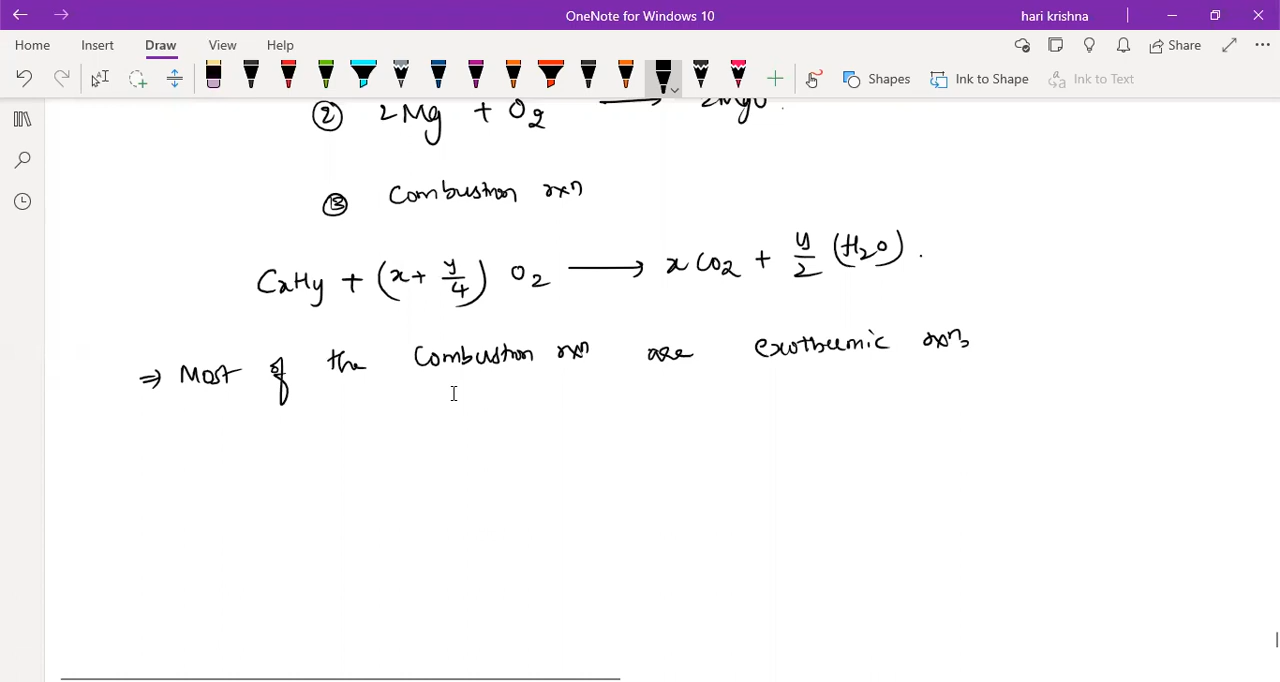 OneNote for Windows 10
hari krishna
Home Insert Draw View Help
Share
Shapes Ink to Shape Ink to Text
② 2Mg + O₂ ⟶ 2MgO
③ Combustion rxn
CxHy + (x + y/4) O₂ ⟶ x CO₂ + y/2 (H₂O) .
⇒ Most of the Combustion rxn are exothermic rxns